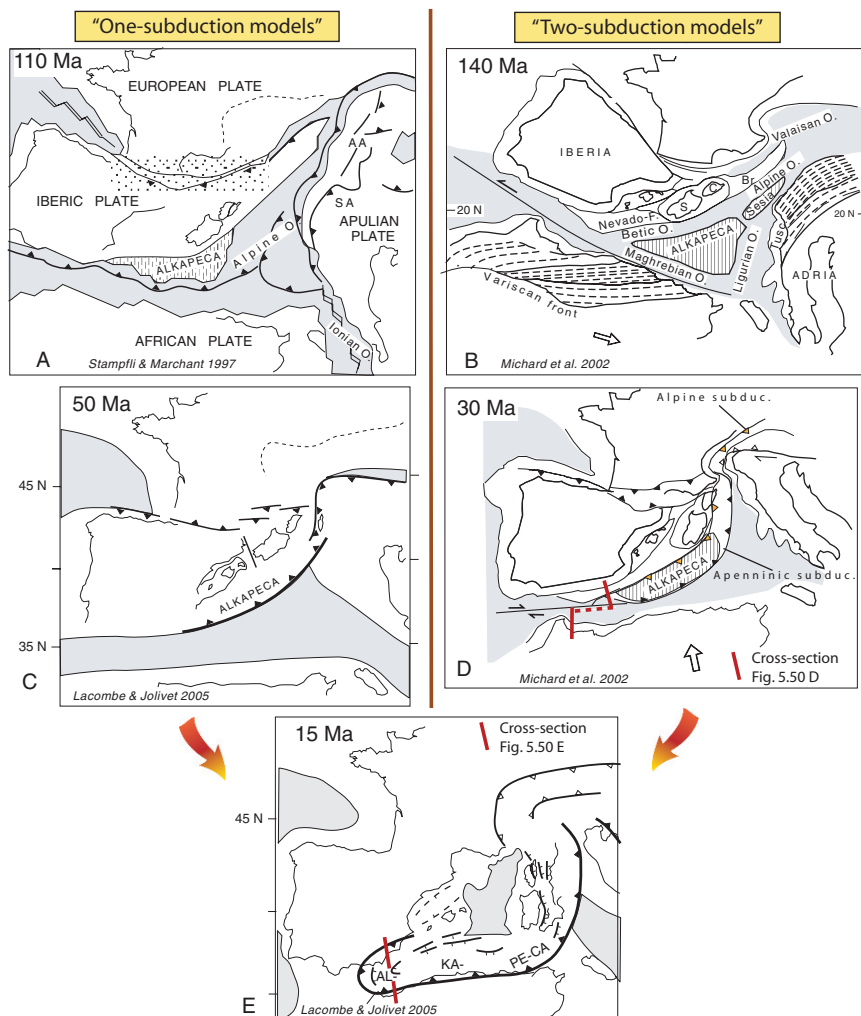 “One-subduction models”
“Two-subduction models”
110 Ma
EUROPEAN PLATE
AA
IBERIC PLATE
SA
APULIAN
PLATE
ALKAPECA
Alpine O.
AFRICAN PLATE
Ionian O.
A
Stampfli & Marchant 1997
140 Ma
Valaisan O.
IBERIA
Br
Alpine O.
C
S
Sesia
20 N
20 N
Nevado-F.
Betic O.
ALKAPECA
Tusc.
Maghrebian O.
Ligurian O.
ADRIA
Variscan front
B
Michard et al. 2002
50 Ma
45 N
ALKAPECA
35 N
C
Lacombe & Jolivet 2005
30 Ma
Alpine subduc.
ALKAPECA
Apenninic subduc.
D
Michard et al. 2002
Cross-section
Fig. 5.50 D
15 Ma
Cross-section
Fig. 5.50 E
45 N
AL-
KA-
PE-CA
E
Lacombe & Jolivet 2005